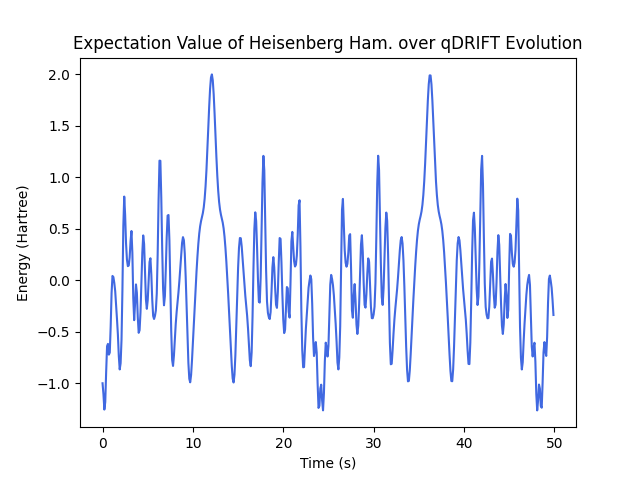 Expectation Value of Heisenberg Ham. over qDRIFT Evolution
2.0
1.5
1.0
0.5
0.0
−0.5
−1.0
Energy (Hartree)
0 10 20 30 40 50
Time (s)